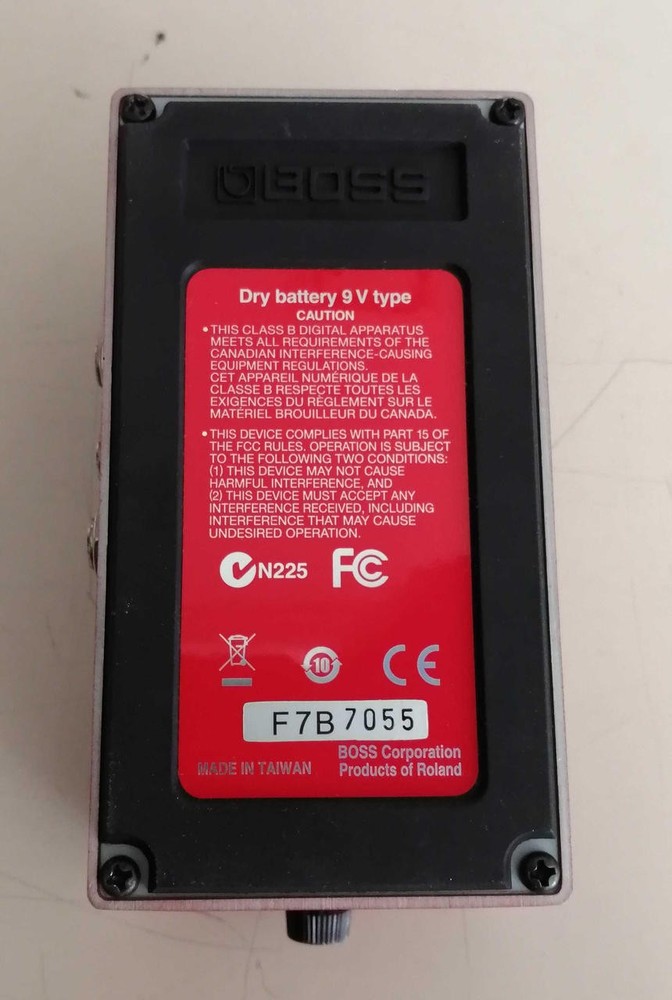 BOSS
Dry battery 9 V type
CAUTION
• THIS CLASS B DIGITAL APPARATUS
MEETS ALL REQUIREMENTS OF THE
CANADIAN INTERFERENCE-CAUSING
EQUIPMENT REGULATIONS.
CET APPAREIL NUMÉRIQUE DE LA
CLASSE B RESPECTE TOUTES LES
EXIGENCES DU RÈGLEMENT SUR LE
MATÉRIEL BROUILLEUR DU CANADA.
• THIS DEVICE COMPLIES WITH PART 15 OF
THE FCC RULES. OPERATION IS SUBJECT
TO THE FOLLOWING TWO CONDITIONS:
(1) THIS DEVICE MAY NOT CAUSE
HARMFUL INTERFERENCE, AND
(2) THIS DEVICE MUST ACCEPT ANY
INTERFERENCE RECEIVED, INCLUDING
INTERFERENCE THAT MAY CAUSE
UNDESIRED OPERATION.
N225 FC
10 CE
F7B7055
MADE IN TAIWAN BOSS Corporation
Products of Roland